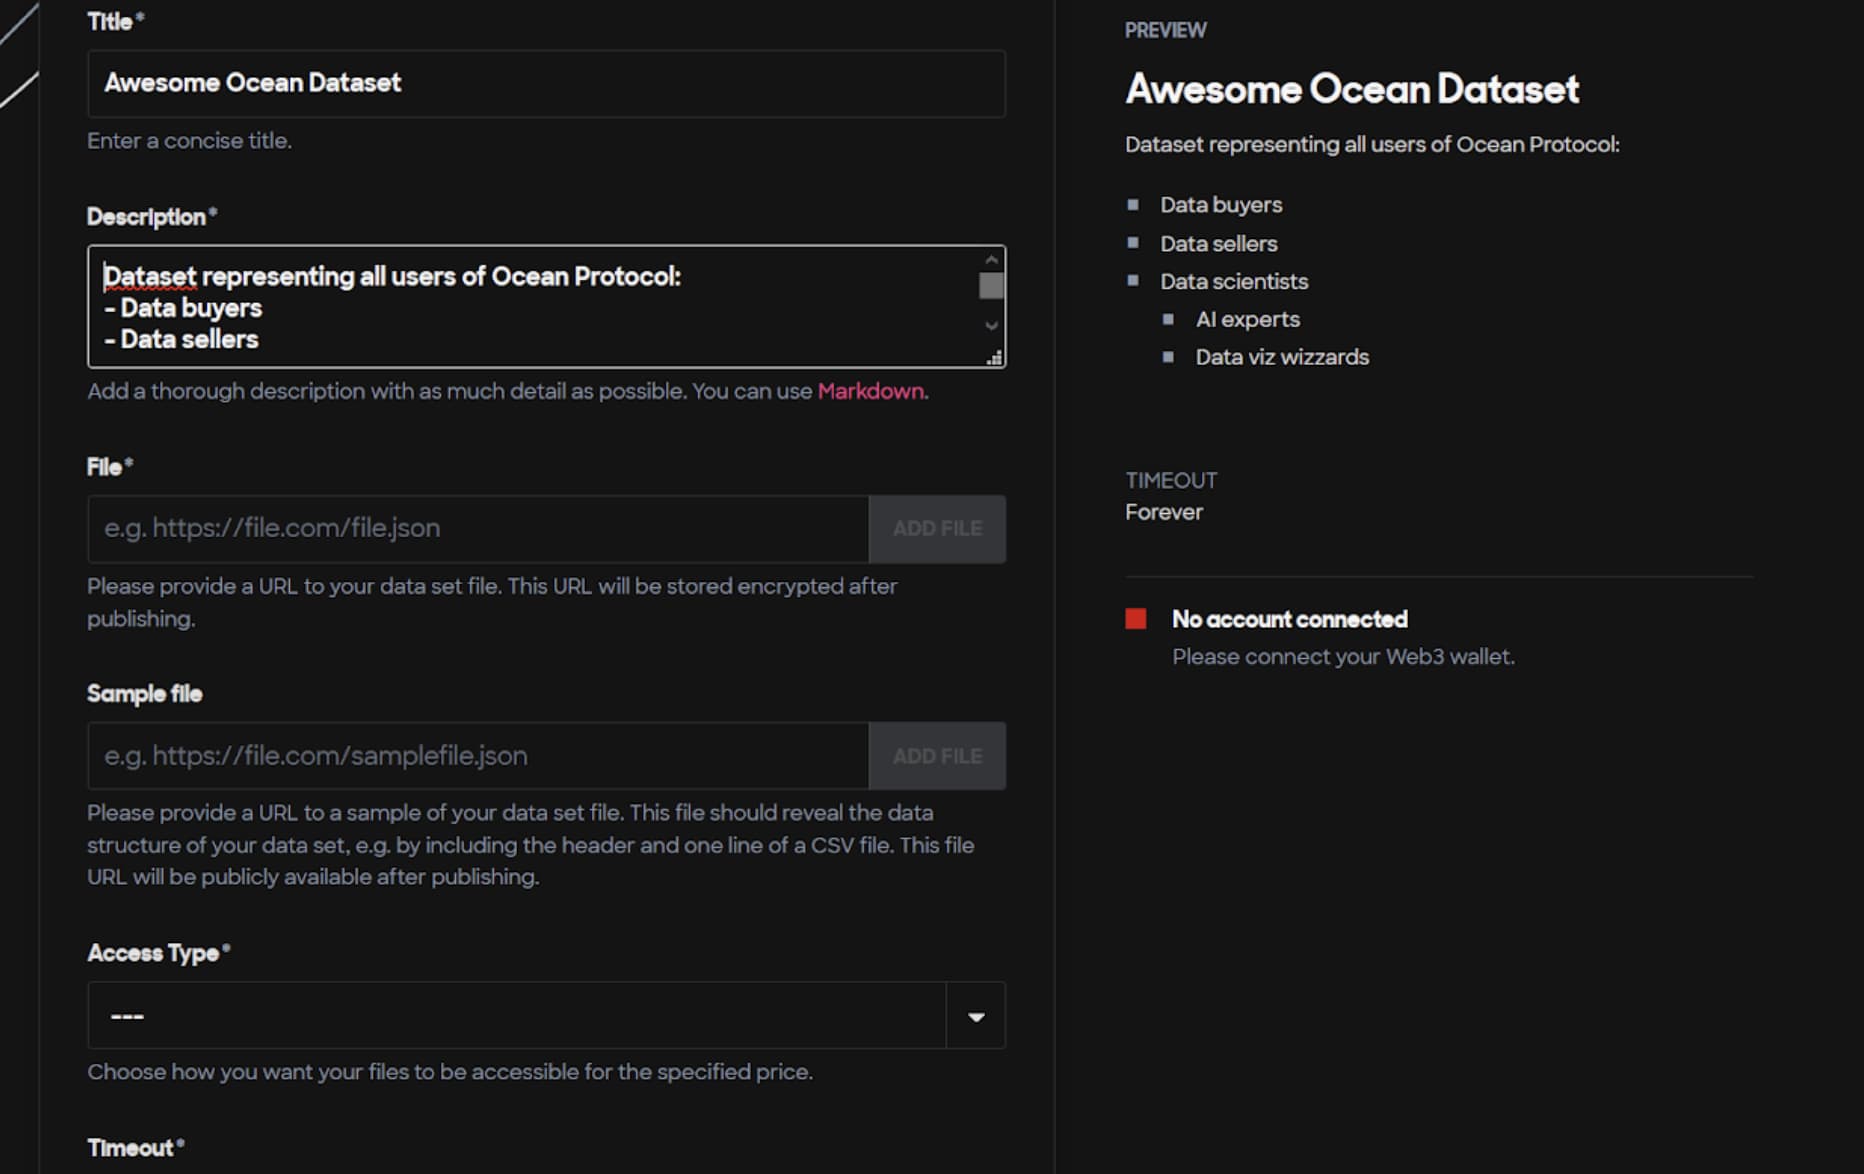 Title*
Awesome Ocean Dataset
Enter a concise title.
Description*
Dataset representing all users of Ocean Protocol:
- Data buyers
- Data sellers
Add a thorough description with as much detail as possible. You can use Markdown.
File*
e.g. https://file.com/file.json
ADD FILE
Please provide a URL to your data set file. This URL will be stored encrypted after
publishing.
Sample file
e.g. https://file.com/samplefile.json
ADD FILE
Please provide a URL to a sample of your data set file. This file should reveal the data
structure of your data set, e.g. by including the header and one line of a CSV file. This file
URL will be publicly available after publishing.
Access Type*
---
Choose how you want your files to be accessible for the specified price.
Timeout*
PREVIEW
Awesome Ocean Dataset
Dataset representing all users of Ocean Protocol:
Data buyers
Data sellers
Data scientists
AI experts
Data viz wizzards
TIMEOUT
Forever
No account connected
Please connect your Web3 wallet.